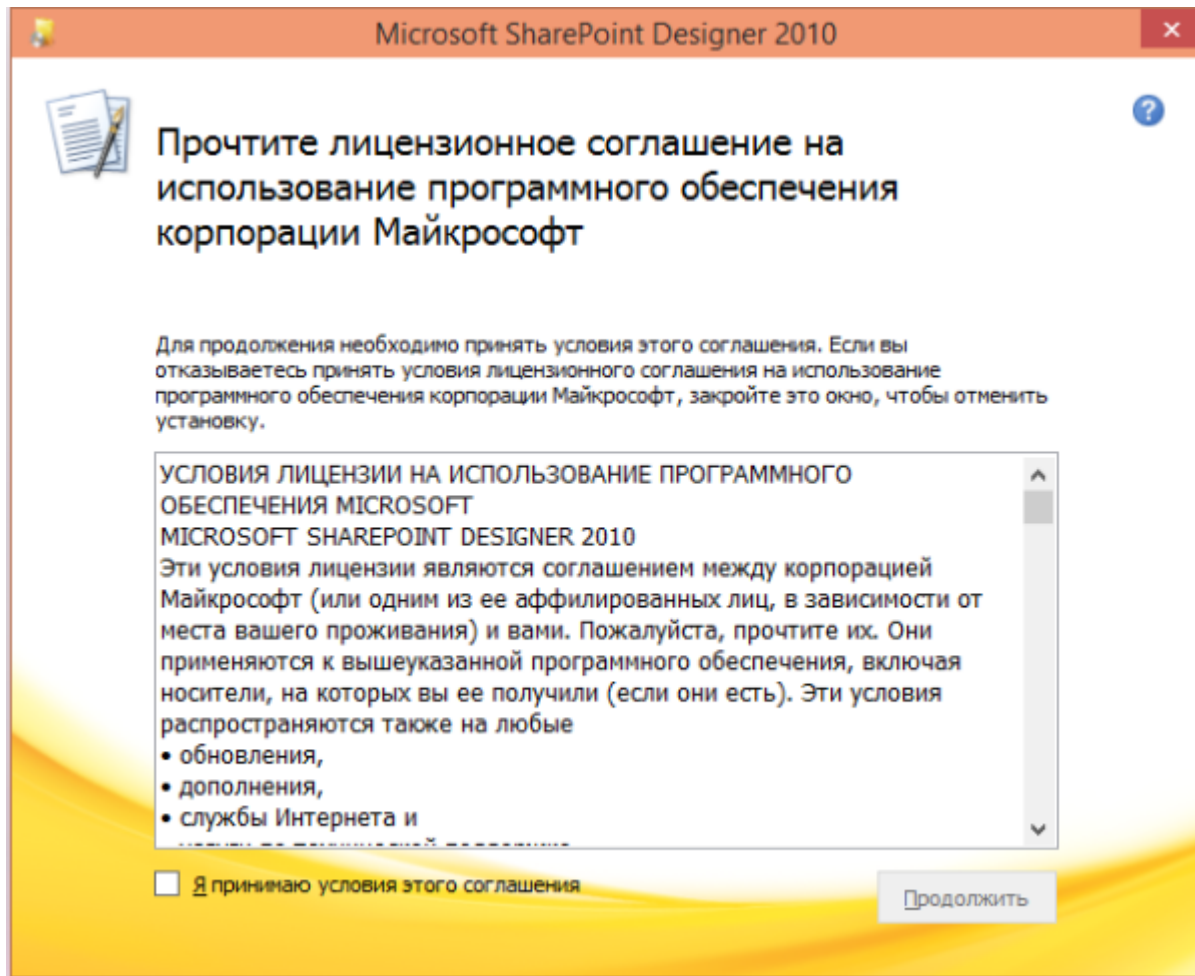 Microsoft SharePoint Designer 2010
Прочтите лицензионное соглашение на
использование программного обеспечения
корпорации Майкрософт
Для продолжения необходимо принять условия этого соглашения. Если вы
отказываетесь принять условия лицензионного соглашения на использование
программного обеспечения корпорации Майкрософт, закройте это окно, чтобы отменить
установку.
УСЛОВИЯ ЛИЦЕНЗИИ НА ИСПОЛЬЗОВАНИЕ ПРОГРАММНОГО
ОБЕСПЕЧЕНИЯ MICROSOFT
MICROSOFT SHAREPOINT DESIGNER 2010
Эти условия лицензии являются соглашением между корпорацией
Майкрософт (или одним из ее аффилированных лиц, в зависимости от
места вашего проживания) и вами. Пожалуйста, прочтите их. Они
применяются к вышеуказанной программного обеспечения, включая
носители, на которых вы ее получили (если они есть). Эти условия
распространяются также на любые
• обновления,
• дополнения,
• службы Интернета и
Я принимаю условия этого соглашения
Продолжить